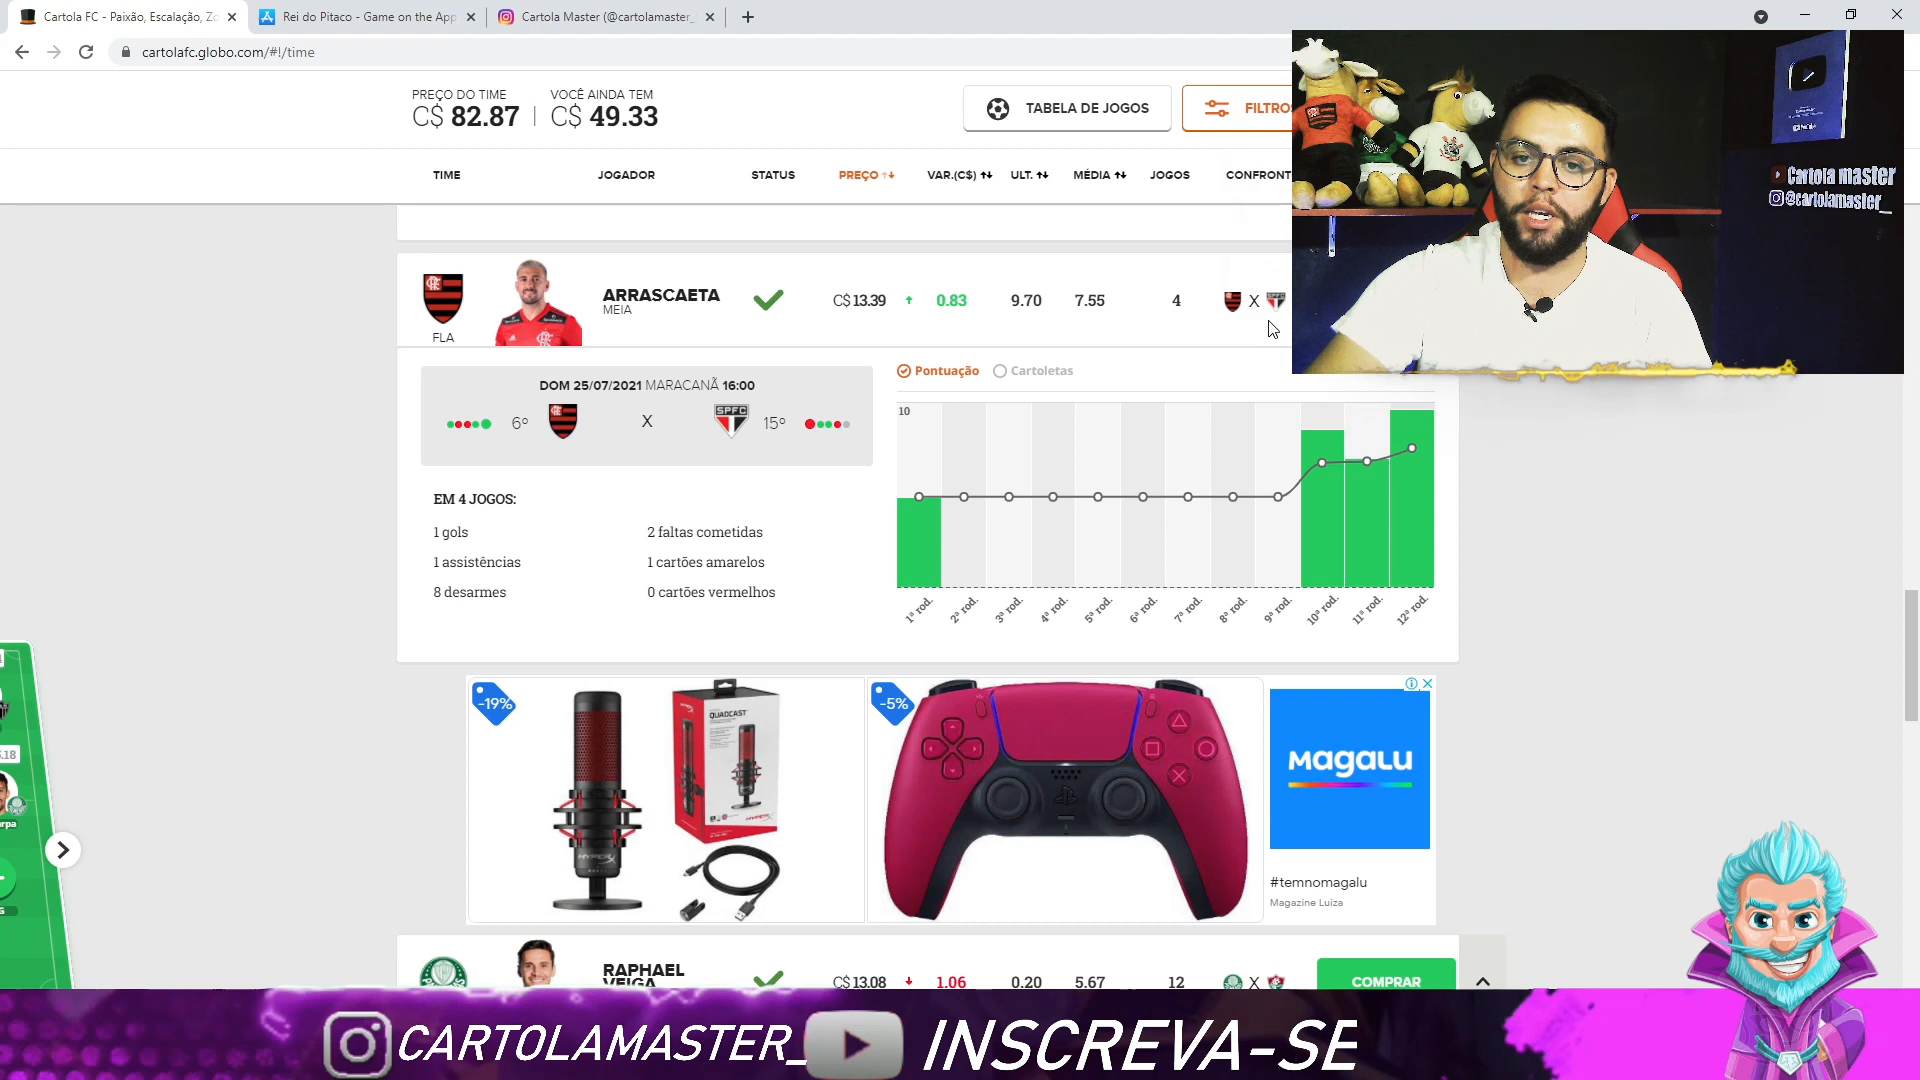 Cartola FC - Paixão, Escalação, Zo
Rei do Pitaco - Game on the App
Cartola Master (@cartolamaster_
cartolafc.globo.com/#!/time
PREÇO DO TIME
C$ 82.87
VOCÊ AINDA TEM
C$ 49.33
TABELA DE JOGOS
FILTROS
TIME JOGADOR STATUS PREÇO VAR.(C$) ULT. MÉDIA JOGOS CONFRONT
Cartola master
@cartolamaster_
FLA
ARRASCAETA
MEIA
C$ 13.39 0.83 9.70 7.55 4 X
DOM 25/07/2021 MARACANÃ 16:00
6º X SPFC 15º
EM 4 JOGOS:
1 gols
2 faltas cometidas
1 assistências
1 cartões amarelos
8 desarmes
0 cartões vermelhos
Pontuação Cartoletas
10
1ª rod. 2ª rod. 3ª rod. 4ª rod. 5ª rod. 6ª rod. 7ª rod. 8ª rod. 9ª rod. 10ª rod. 11ª rod. 12ª rod.
-19%
QUADCAST
HYPERX
-5%
MAGALU
#temnomagalu
Magazine Luiza
.18
rpa
RAPHAEL
VEIGA
C$ 13.08 1.06 0.20 5.67 12 X
COMPRAR
CARTOLAMASTER_
INSCREVA-SE